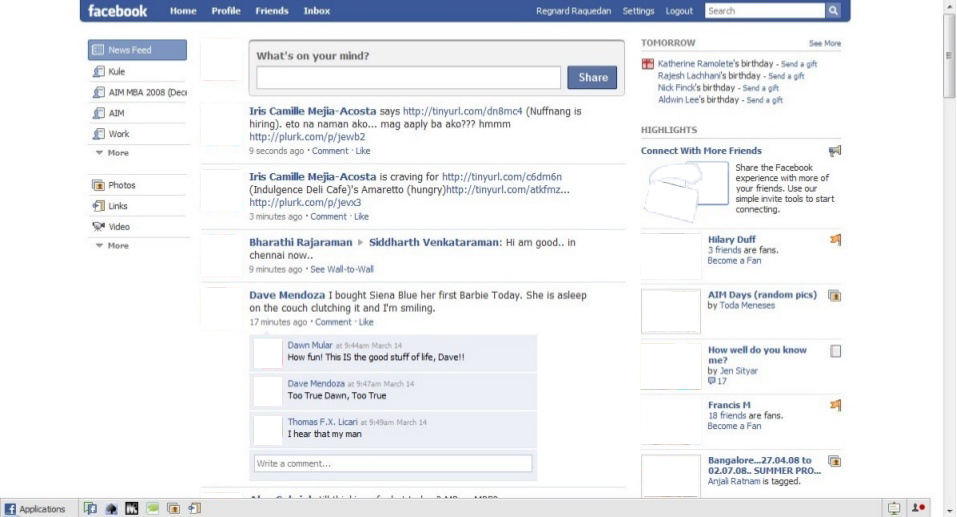 facebook Home Profile Friends Inbox Regnard Raquedan Settings Logout Search
News Feed
Kule
AIM MBA 2008 (Dece
AIM
Work
More
Photos
Links
Video
More
What's on your mind?
Share
Iris Camille Mejia-Acosta says http://tinyurl.com/dn8mc4 (Nuffnang is
hiring). eto na naman ako... mag aaply ba ako??? hmmm
http://plurk.com/p/jewb2
9 seconds ago · Comment · Like
Iris Camille Mejia-Acosta is craving for http://tinyurl.com/c6dm6n
(Indulgence Deli Cafe)'s Amaretto (hungry)http://tinyurl.com/atkfmz...
http://plurk.com/p/jevx3
3 minutes ago · Comment · Like
Bharathi Rajaraman ▶ Siddharth Venkataraman: Hi am good.. in
chennai now..
9 minutes ago · See Wall-to-Wall
Dave Mendoza I bought Siena Blue her first Barbie Today. She is asleep
on the couch clutching it and I'm smiling.
17 minutes ago · Comment · Like
Dawn Mular at 9:44am March 14
How fun! This IS the good stuff of life, Dave!!
Dave Mendoza at 9:47am March 14
Too True Dawn, Too True
Thomas F.X. Licari at 9:49am March 14
I hear that my man
Write a comment...
TOMORROW See More
Katherine Ramolete's birthday - Send a gift
Rajesh Lachhani's birthday - Send a gift
Nick Finck's birthday - Send a gift
Aldwin Lee's birthday - Send a gift
HIGHLIGHTS
Connect With More Friends
Share the Facebook
experience with more of
your friends. Use our
simple invite tools to start
connecting.
Hilary Duff
3 friends are fans.
Become a Fan
AIM Days (random pics)
by Toda Meneses
How well do you know
me?
by Jen Sityar
17
Francis M
18 friends are fans.
Become a Fan
Bangalore...27.04.08 to
02.07.08.. SUMMER PRO...
Anjali Ratnam is tagged.
Applications
1